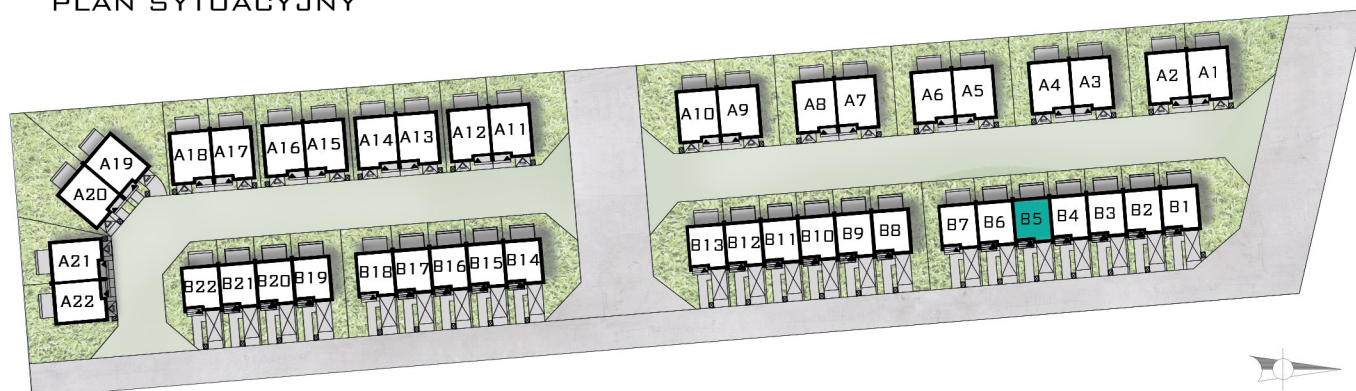 PLAN SYTUACYJNY
A10 A9 A8 A7 A6 A5 A4 A3 A2 A1
A18 A17 A16 A15 A14 A13 A12 A11
A19
A20
A21
A22
B13 B12 B11 B10 B9 B8 B7 B6 B5 B4 B3 B2 B1
B22 B21 B20 B19 B18 B17 B16 B15 B14